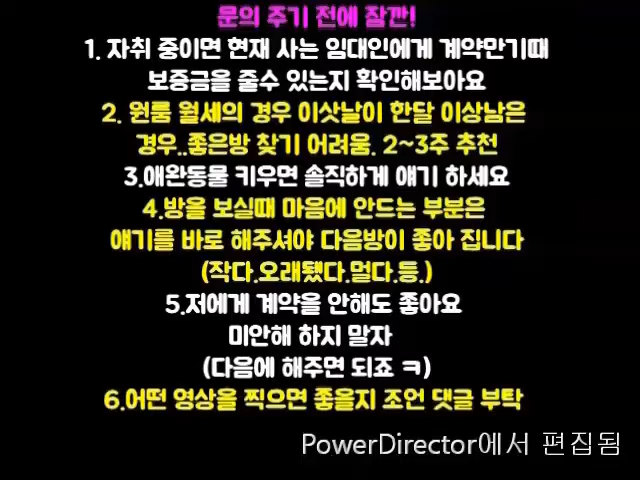 문의 주기 전에 잠깐!
1. 자취 중이면 현재 사는 임대인에게 계약만기때
보증금을 줄수 있는지 확인해보아요
2. 원룸 월세의 경우 이삿날이 한달 이상남은
경우..좋은방 찾기 어려움. 2~3주 추천
3.애완동물 키우면 솔직하게 얘기 하세요
4.방을 보실때 마음에 안드는 부분은
얘기를 바로 해주셔야 다음방이 좋아 집니다
(작다.오래됐다.멀다.등.)
5.저에게 계약을 안해도 좋아요
미안해 하지 말자
(다음에 해주면 되죠 ㅋ)
6.어떤 영상을 찍으면 좋을지 조언 댓글 부탁
PowerDirector에서 편집됨